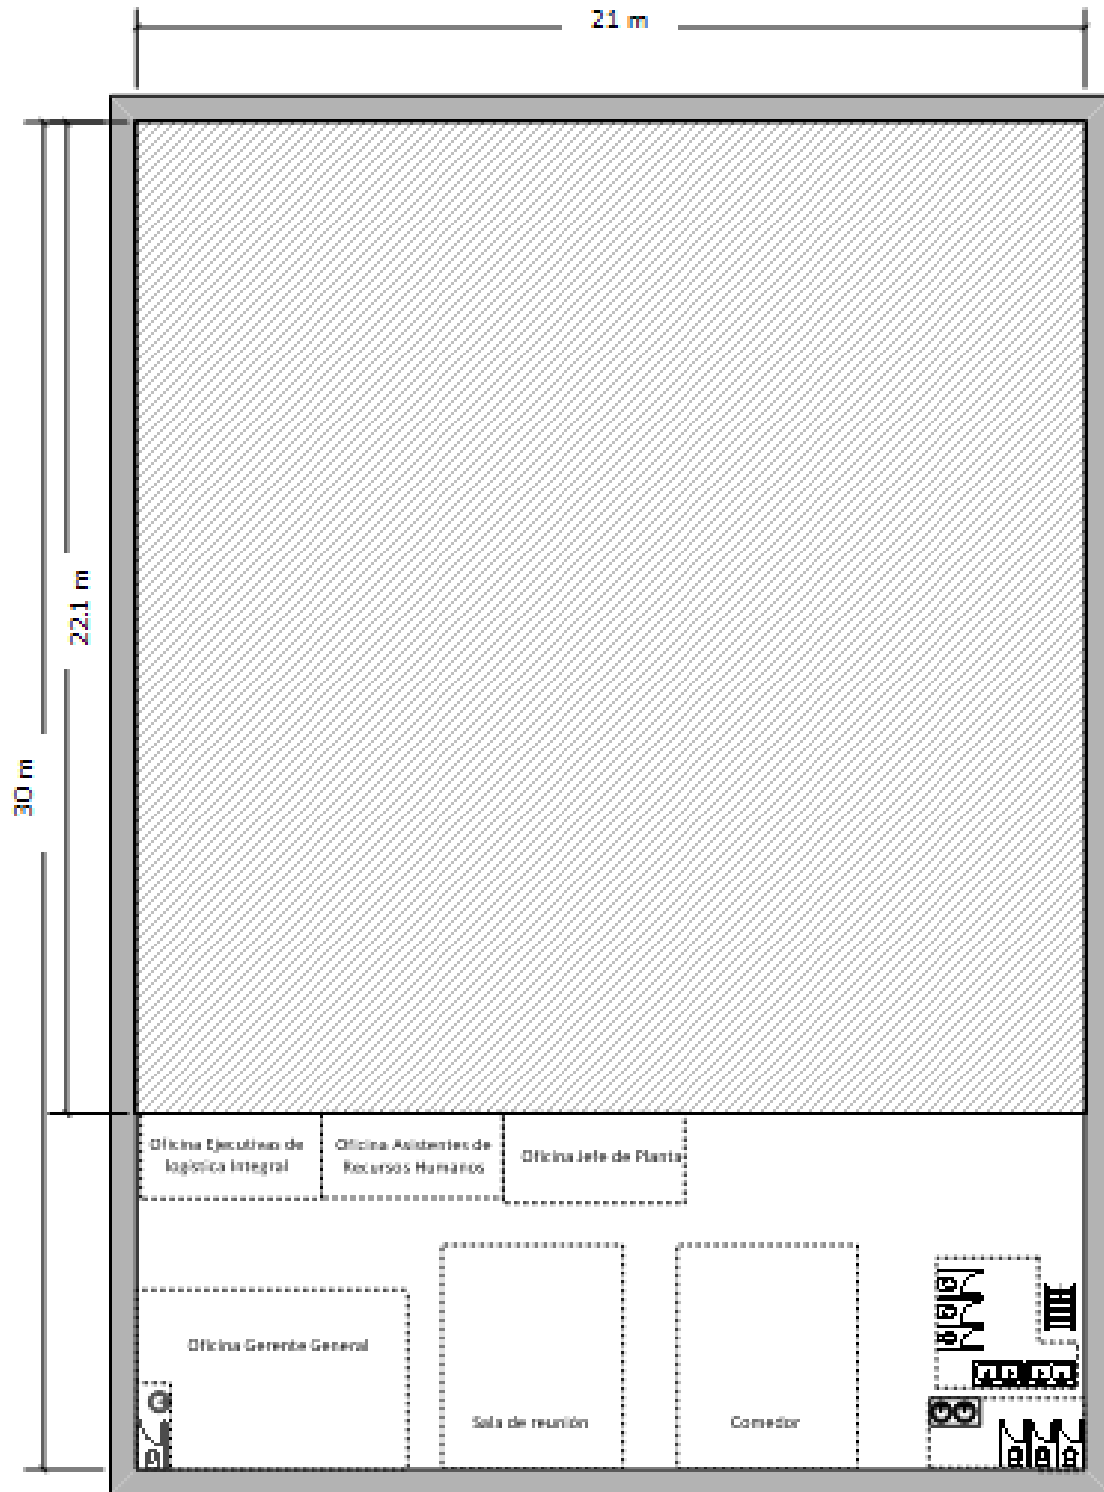 21 m
22.1 m
30 m
Oficina Ejecutivas de
logística integral
Oficina Asistentes de
Recursos Humanos
Oficina Jefe de Planta
Oficina Gerente General
Sala de reunión
Comedor